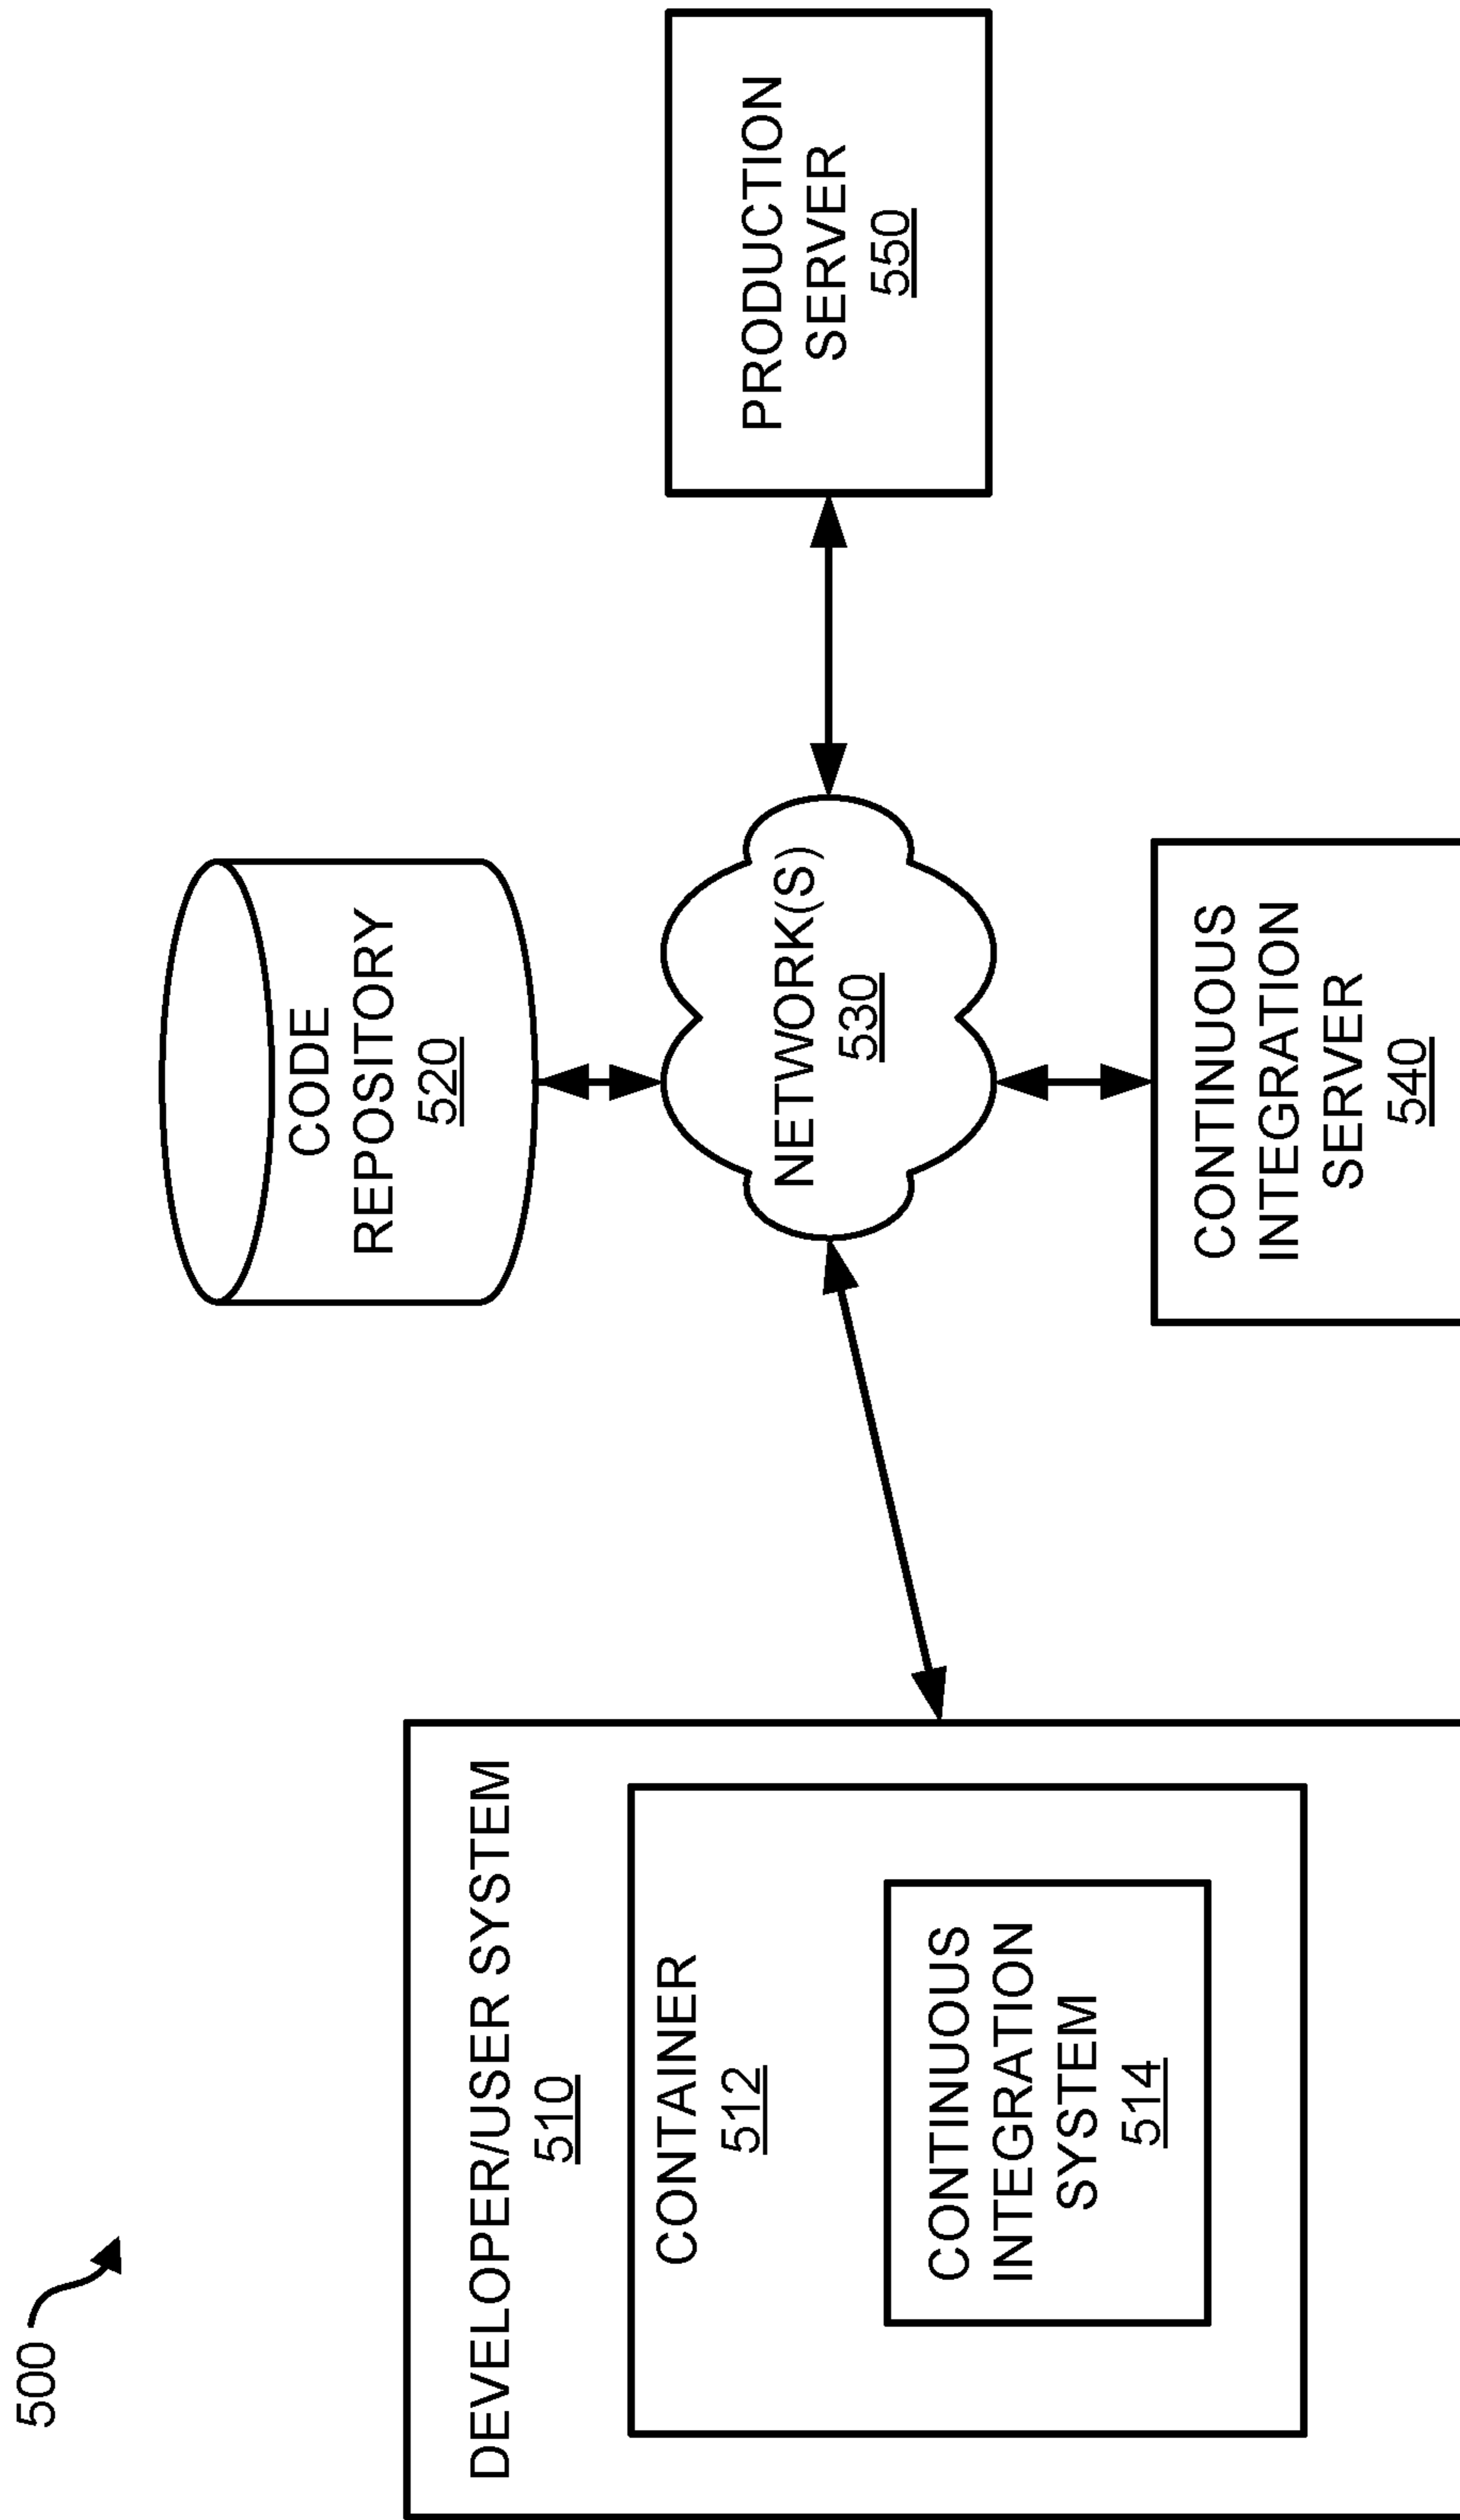 500
DEVELOPER/USER SYSTEM
510
CONTAINER
512
CONTINUOUS
INTEGRATION
SYSTEM
514
CODE
REPOSITORY
520
NETWORK(S)
530
CONTINUOUS
INTEGRATION
SERVER
540
PRODUCTION
SERVER
550